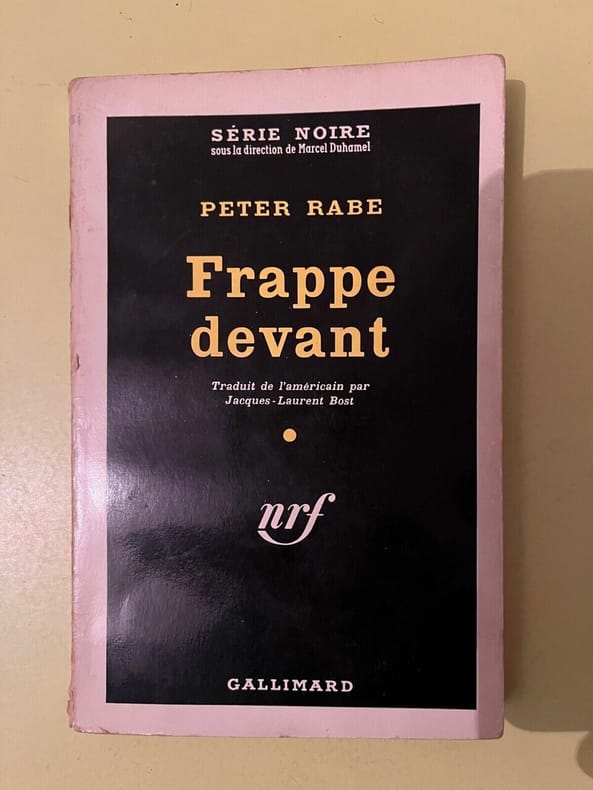 SÉRIE NOIRE
sous la direction de Marcel Duhamel
PETER RABE
Frappe
devant
Traduit de l'américain par
Jacques-Laurent Bost
nrf
GALLIMARD